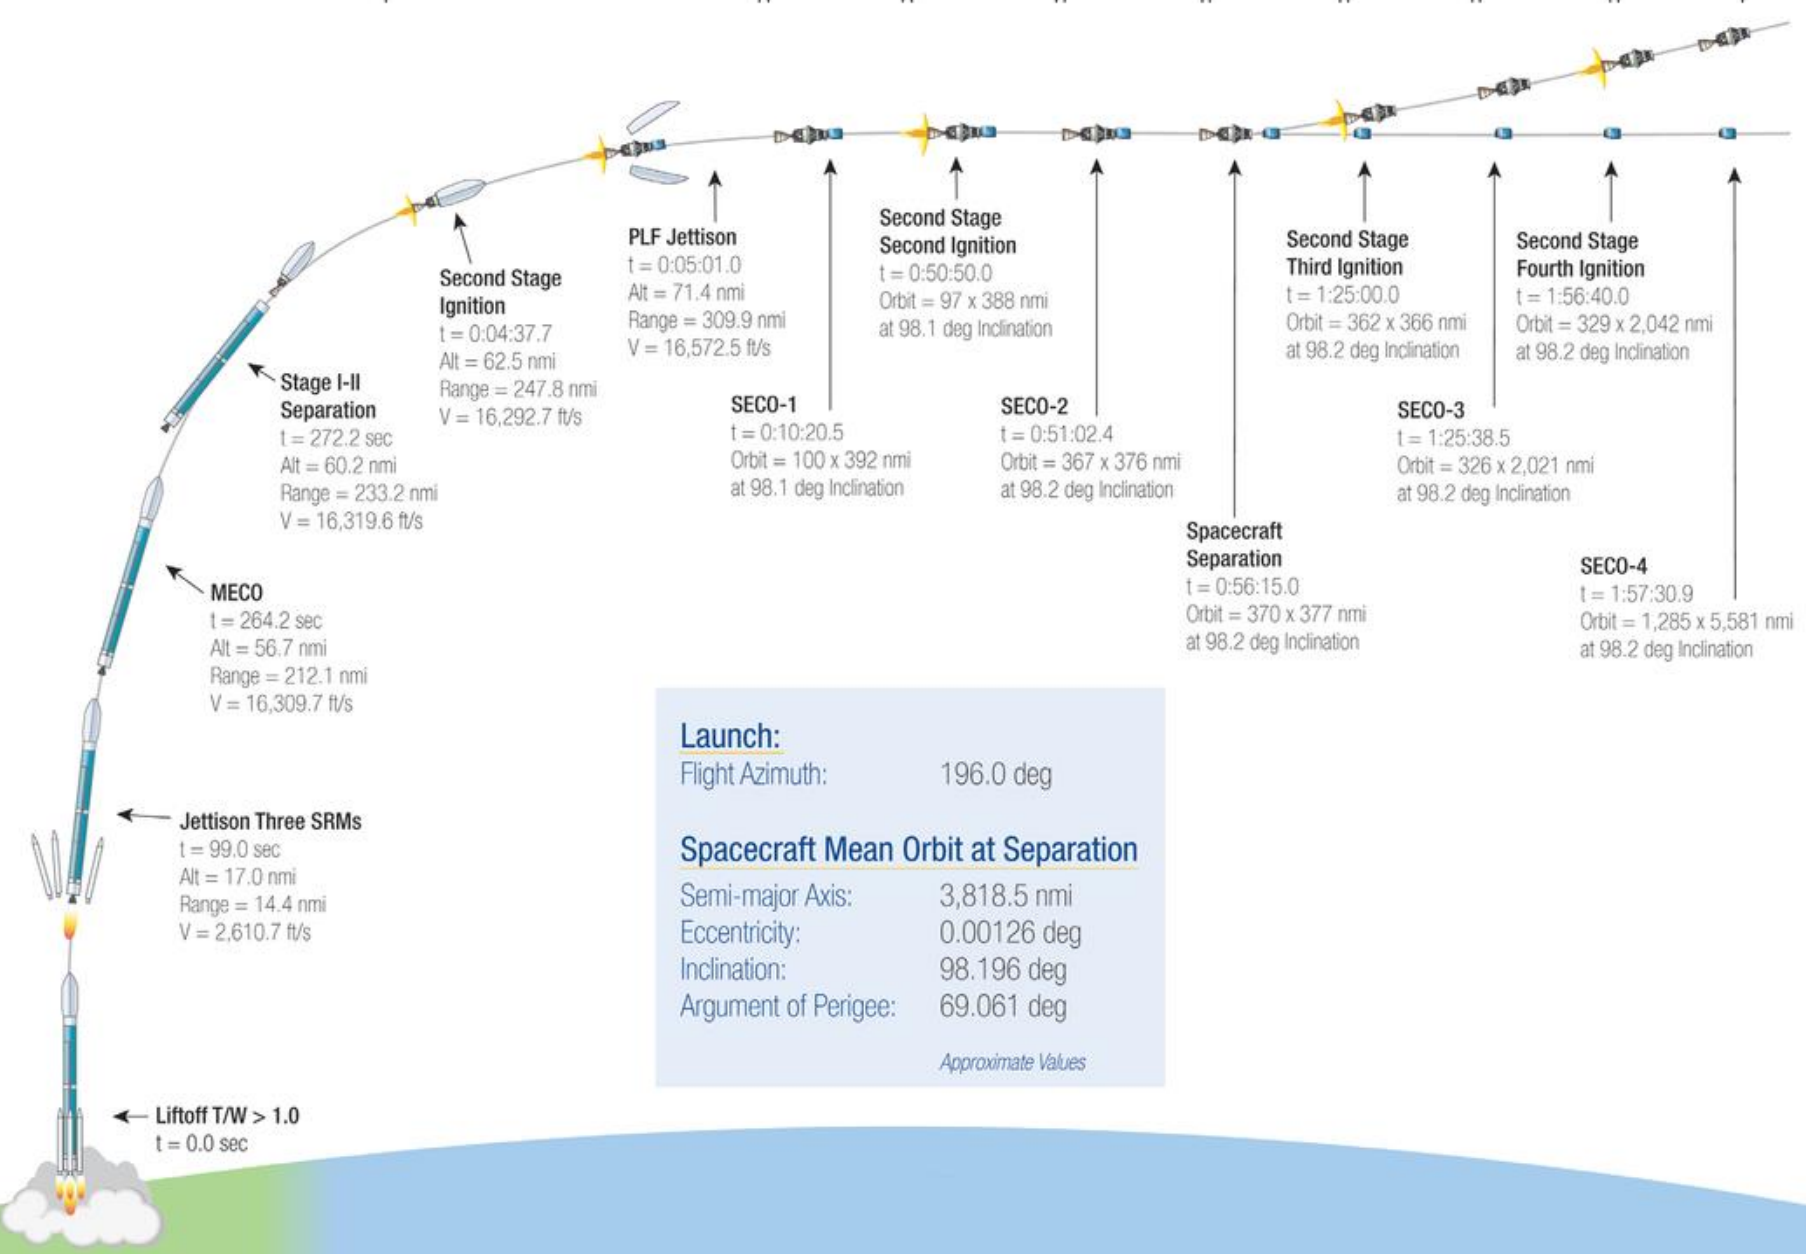 PLF Jettison
t = 0:05:01.0
Alt = 71.4 nmi
Range = 309.9 nmi
V = 16,572.5 ft/s
Second Stage
Second Ignition
t = 0:50:50.0
Orbit = 97 x 388 nmi
at 98.1 deg Inclination
Second Stage
Third Ignition
t = 1:25:00.0
Orbit = 362 x 366 nmi
at 98.2 deg Inclination
Second Stage
Fourth Ignition
t = 1:56:40.0
Orbit = 329 x 2,042 nmi
at 98.2 deg Inclination
Second Stage
Ignition
t = 0:04:37.7
Alt = 62.5 nmi
Range = 247.8 nmi
V = 16,292.7 ft/s
Stage I-II
Separation
t = 272.2 sec
Alt = 60.2 nmi
Range = 233.2 nmi
V = 16,319.6 ft/s
SECO-1
t = 0:10:20.5
Orbit = 100 x 392 nmi
at 98.1 deg Inclination
SECO-2
t = 0:51:02.4
Orbit = 367 x 376 nmi
at 98.2 deg Inclination
SECO-3
t = 1:25:38.5
Orbit = 326 x 2,021 nmi
at 98.2 deg Inclination
Spacecraft
Separation
t = 0:56:15.0
Orbit = 370 x 377 nmi
at 98.2 deg Inclination
SECO-4
t = 1:57:30.9
Orbit = 1,285 x 5,581 nmi
at 98.2 deg Inclination
MECO
t = 264.2 sec
Alt = 56.7 nmi
Range = 212.1 nmi
V = 16,309.7 ft/s
Jettison Three SRMs
t = 99.0 sec
Alt = 17.0 nmi
Range = 14.4 nmi
V = 2,610.7 ft/s
Liftoff T/W > 1.0
t = 0.0 sec
Launch:
Flight Azimuth: 196.0 deg
Spacecraft Mean Orbit at Separation
Semi-major Axis: 3,818.5 nmi
Eccentricity: 0.00126 deg
Inclination: 98.196 deg
Argument of Perigee: 69.061 deg
Approximate Values